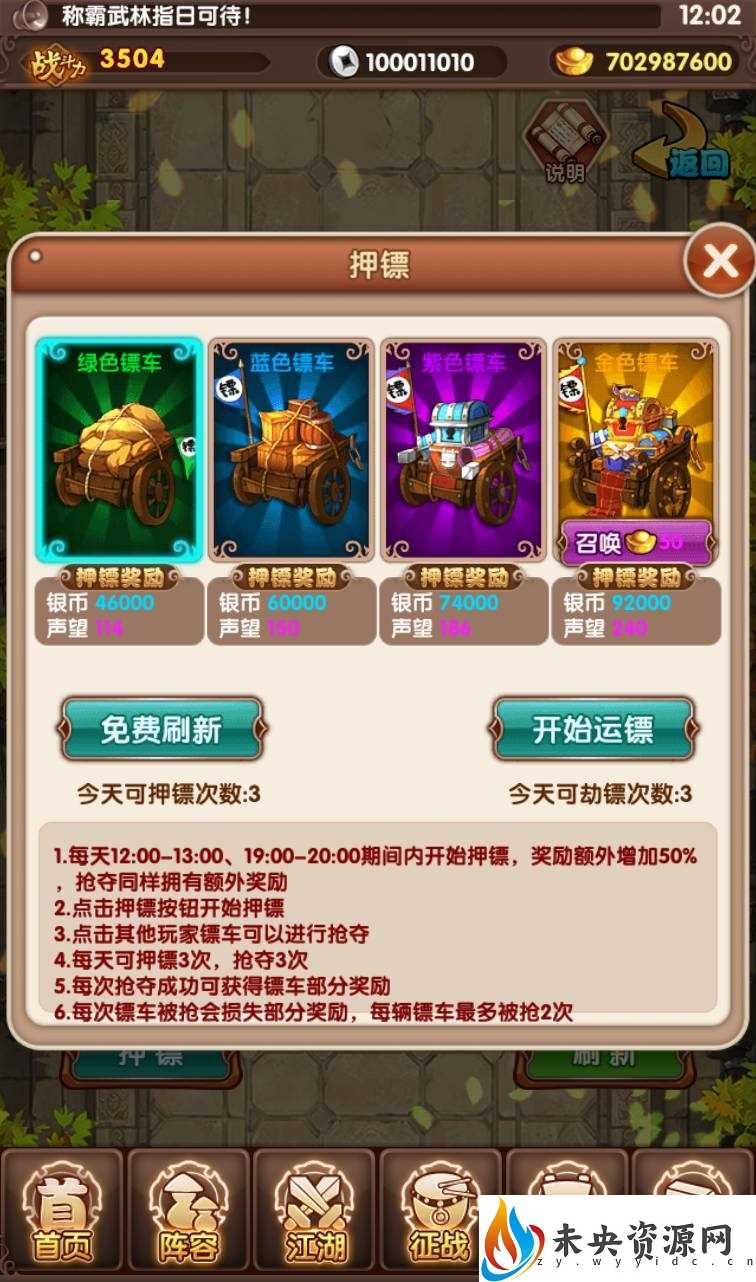 称霸武林指日可待！
12:02
战斗力 3504
100011010
702987600
说明
返回
押镖
绿色镖车
蓝色镖车
紫色镖车
金色镖车
镖
镖
镖
召唤 50
押镖奖励
押镖奖励
押镖奖励
押镖奖励
银币 46000
声望 114
银币 60000
声望 150
银币 74000
声望 186
银币 92000
声望 240
免费刷新
开始运镖
今天可押镖次数:3
今天可劫镖次数:3
1.每天12:00–13:00、19:00–20:00期间内开始押镖，奖励额外增加50%
，抢夺同样拥有额外奖励
2.点击押镖按钮开始押镖
3.点击其他玩家镖车可以进行抢夺
4.每天可押镖3次，抢夺3次
5.每次抢夺成功可获得镖车部分奖励
6.每次镖车被抢会损失部分奖励，每辆镖车最多被抢2次
押镖
刷新
首
首页
阵容
江湖
征战
未央资源网
zy.wyyidc.cn